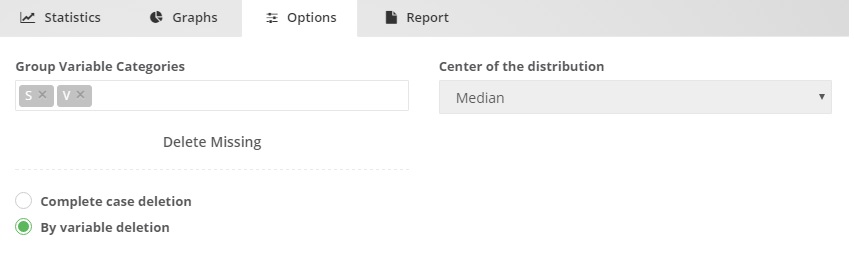 Statistics Graphs Options Report
Group Variable Categories
S × V ×
Center of the distribution
Median
Delete Missing
Complete case deletion
By variable deletion